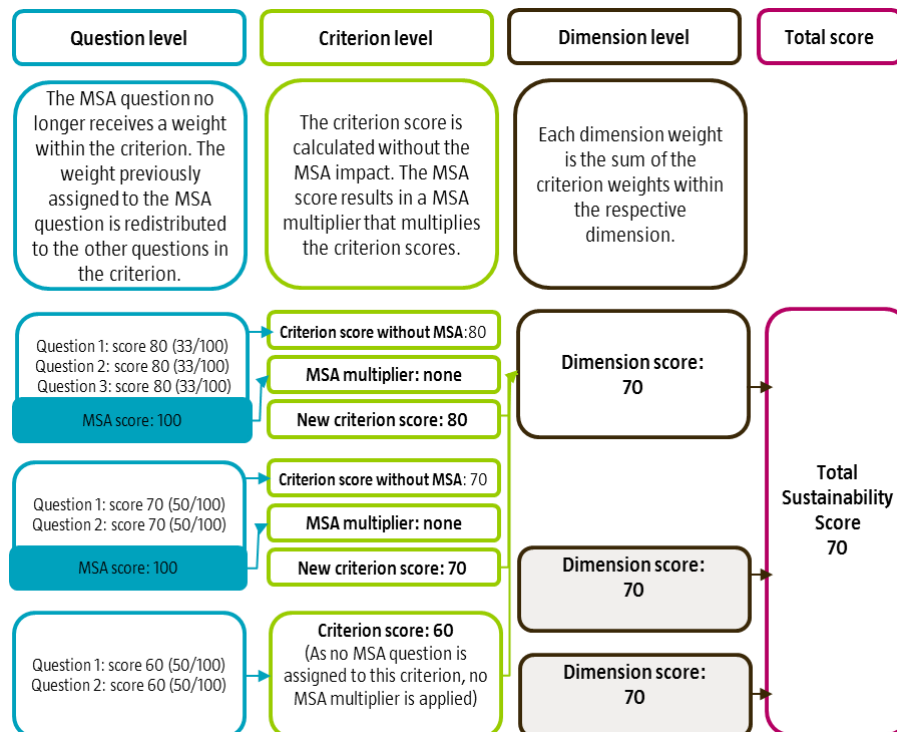 Question level
Criterion level
Dimension level
Total score
The MSA question no
longer receives a weight
within the criterion. The
weight previously
assigned to the MSA
question is redistributed
to the other questions in
the criterion.
The criterion score is
calculated without the
MSA impact. The MSA
score results in a MSA
multiplier that multiplies
the criterion scores.
Each dimension weight
is the sum of the
criterion weights within
the respective
dimension.
Question 1: score 80 (33/100)
Question 2: score 80 (33/100)
Question 3: score 80 (33/100)
MSA score: 100
Criterion score without MSA:80
MSA multiplier: none
New criterion score: 80
Question 1: score 70 (50/100)
Question 2: score 70 (50/100)
MSA score: 100
Criterion score without MSA: 70
MSA multiplier: none
New criterion score: 70
Question 1: score 60 (50/100)
Question 2: score 60 (50/100)
Criterion score: 60
(As no MSA question is
assigned to this criterion, no
MSA multiplier is applied)
Dimension score:
70
Dimension score:
70
Dimension score:
70
Total
Sustainability
Score
70